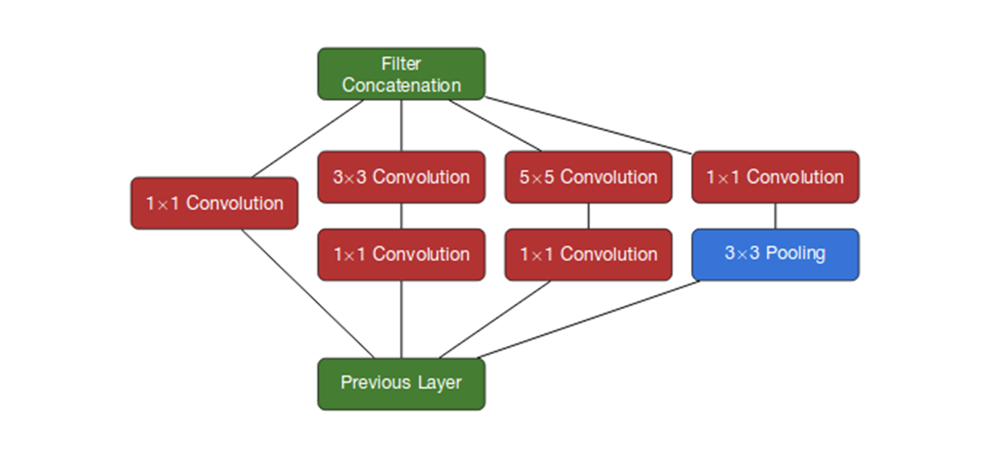 Filter
Concatenation
3×3 Convolution
5×5 Convolution
1×1 Convolution
1×1 Convolution
1×1 Convolution
1×1 Convolution
3×3 Pooling
Previous Layer